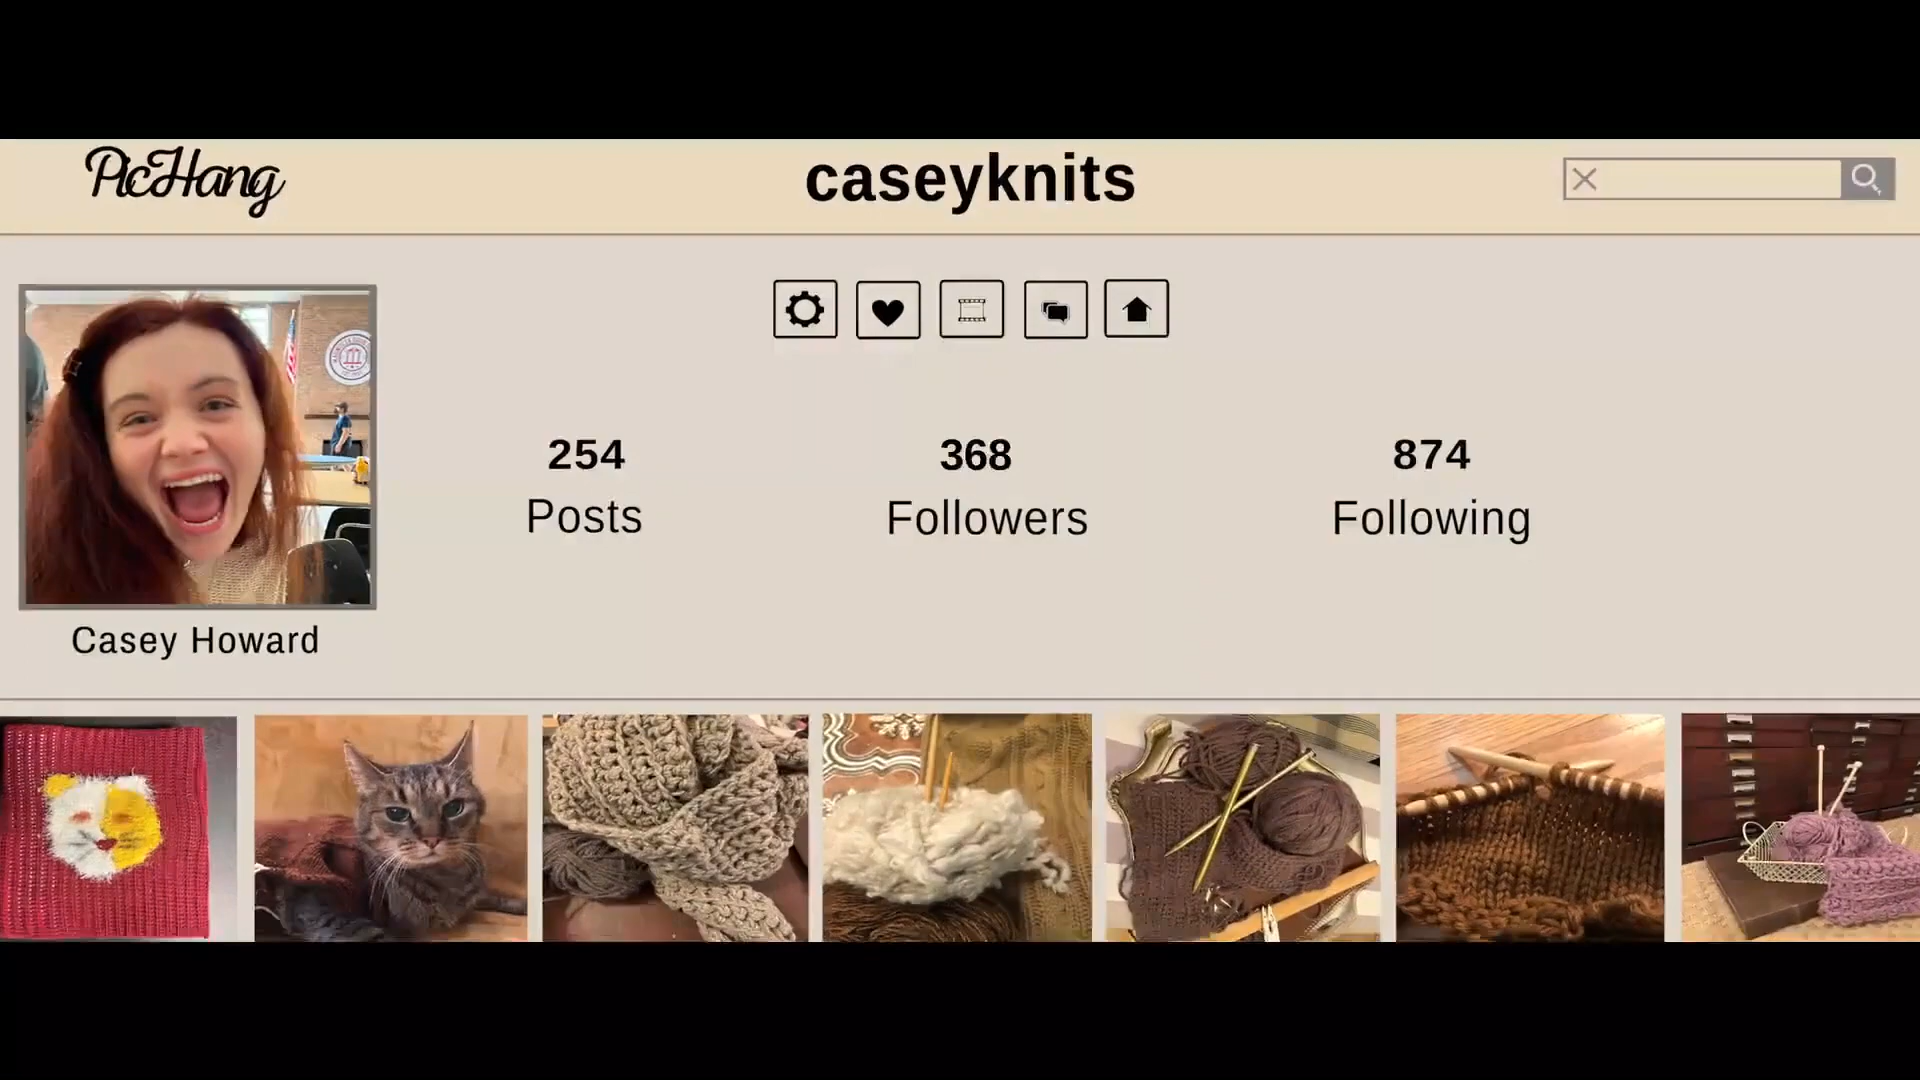 PicHang
caseyknits
254
368
874
Posts
Followers
Following
Casey Howard